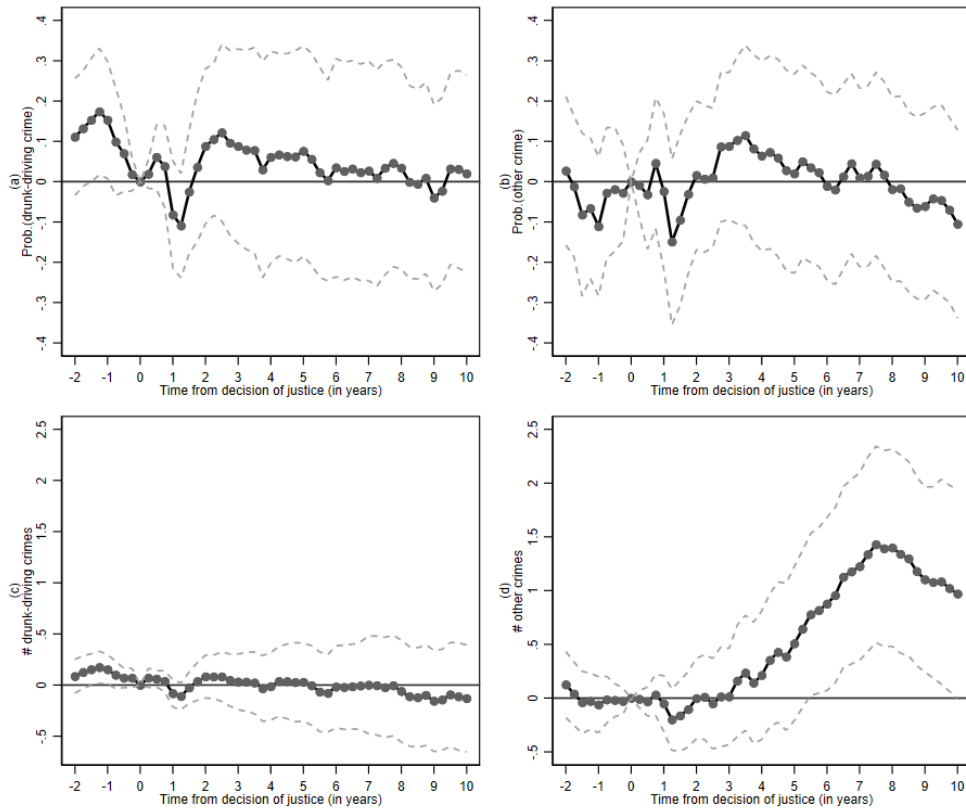 (a)
Prob.(drunk-driving crime)
.4
.3
.2
.1
0
-.1
-.2
-.3
-.4
-2 -1 0 1 2 3 4 5 6 7 8 9 10
Time from decision of justice (in years)
(b)
Prob.(other crime)
.4
.3
.2
.1
0
-.1
-.2
-.3
-.4
-2 -1 0 1 2 3 4 5 6 7 8 9 10
Time from decision of justice (in years)
(c)
# drunk-driving crimes
2.5
2
1.5
1
.5
0
-.5
-2 -1 0 1 2 3 4 5 6 7 8 9 10
Time from decision of justice (in years)
(d)
# other crimes
2.5
2
1.5
1
.5
0
-.5
-2 -1 0 1 2 3 4 5 6 7 8 9 10
Time from decision of justice (in years)